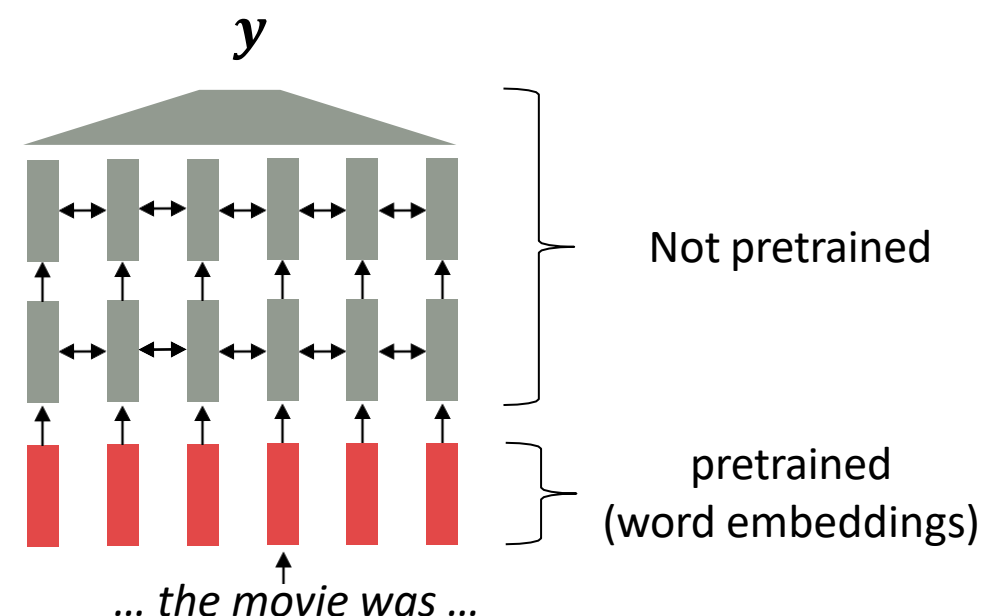 y
Not pretrained
pretrained
(word embeddings)
... the movie was ...